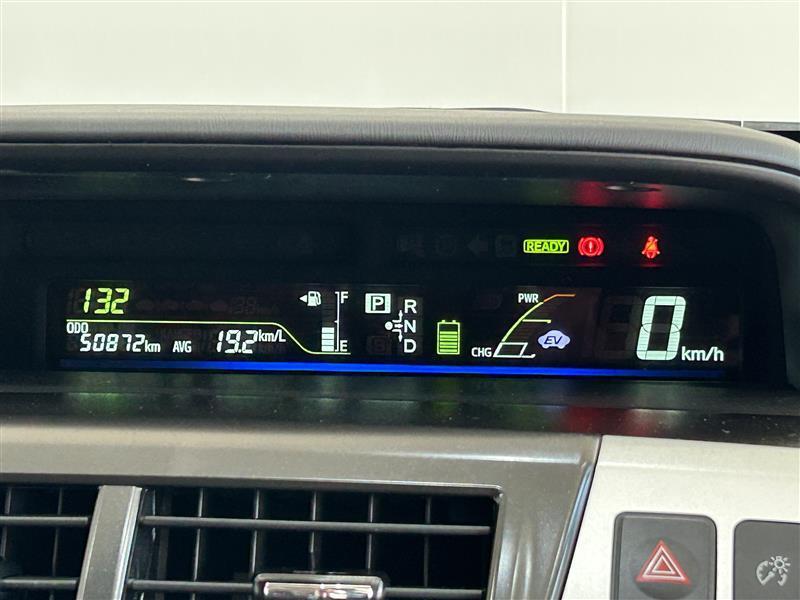 READY
132
F
P
R
PWR
0
ODO
N
EV
50872km AVG 19.2km/L
E
D
CHG
km/h